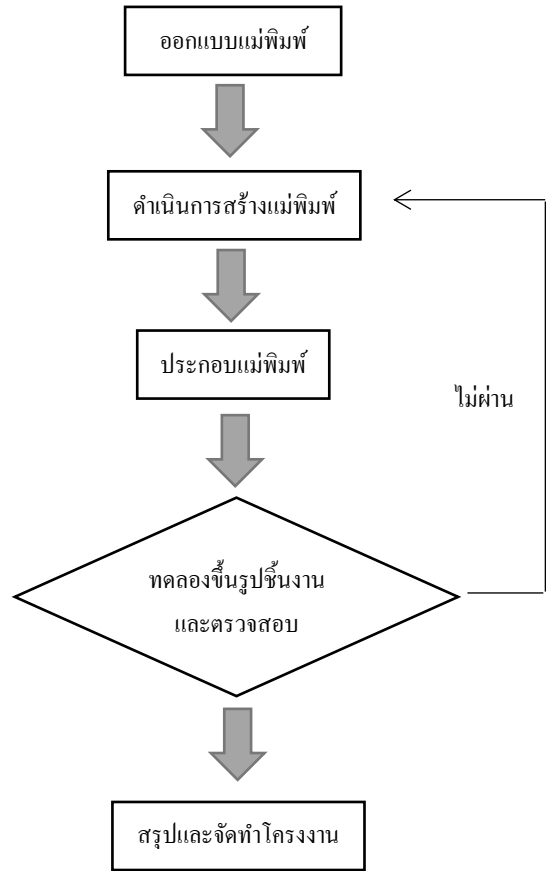 ออกแบบแม่พิมพ์
ดำเนินการสร้างแม่พิมพ์
ประกอบแม่พิมพ์
ไม่ผ่าน
ทดลองขึ้นรูปชิ้นงาน
และตรวจสอบ
สรุปและจัดทำโครงงาน